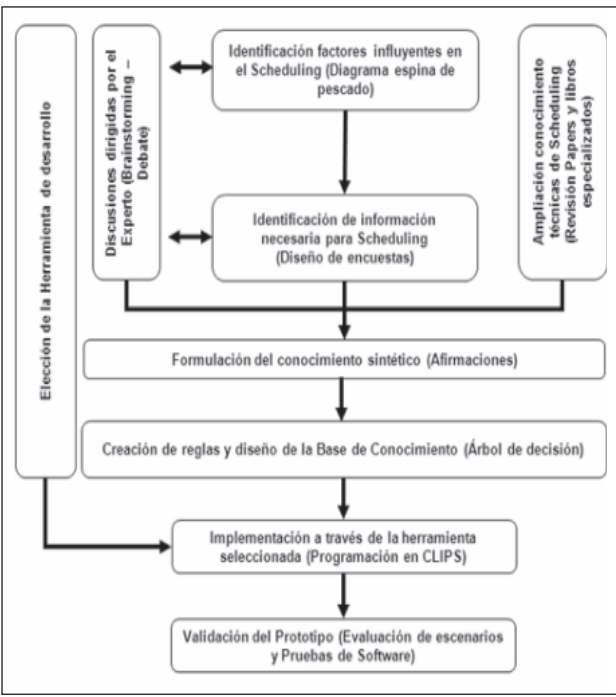 Elección de la Herramienta de desarrollo
Discusiones dirigidas por el
Experto (Brainstorming –
Debate)
Identificación factores influyentes en
el Scheduling (Diagrama espina de
pescado)
Identificación de información
necesaria para Scheduling
(Diseño de encuestas)
Ampliación conocimiento
técnicas de Scheduling
(Revisión Papers y libros
especializados)
Formulación del conocimiento sintético (Afirmaciones)
Creación de reglas y diseño de la Base de Conocimiento (Árbol de decisión)
Implementación a través de la herramienta
seleccionada (Programación en CLIPS)
Validación del Prototipo (Evaluación de escenarios
y Pruebas de Software)